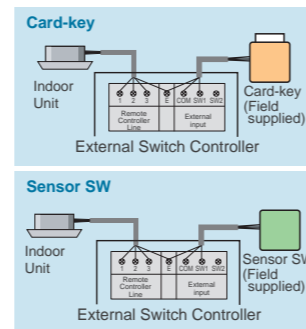 Card-key
Indoor
Unit
1 2 3 E COM SW1 SW2
Remote
Controller
Line
External
input
Card-key
(Field
supplied)
External Switch Controller
Sensor SW
Indoor
Unit
1 2 3 E COM SW1 SW2
Remote
Controller
Line
External
input
Sensor SW
(Field
supplied)
External Switch Controller